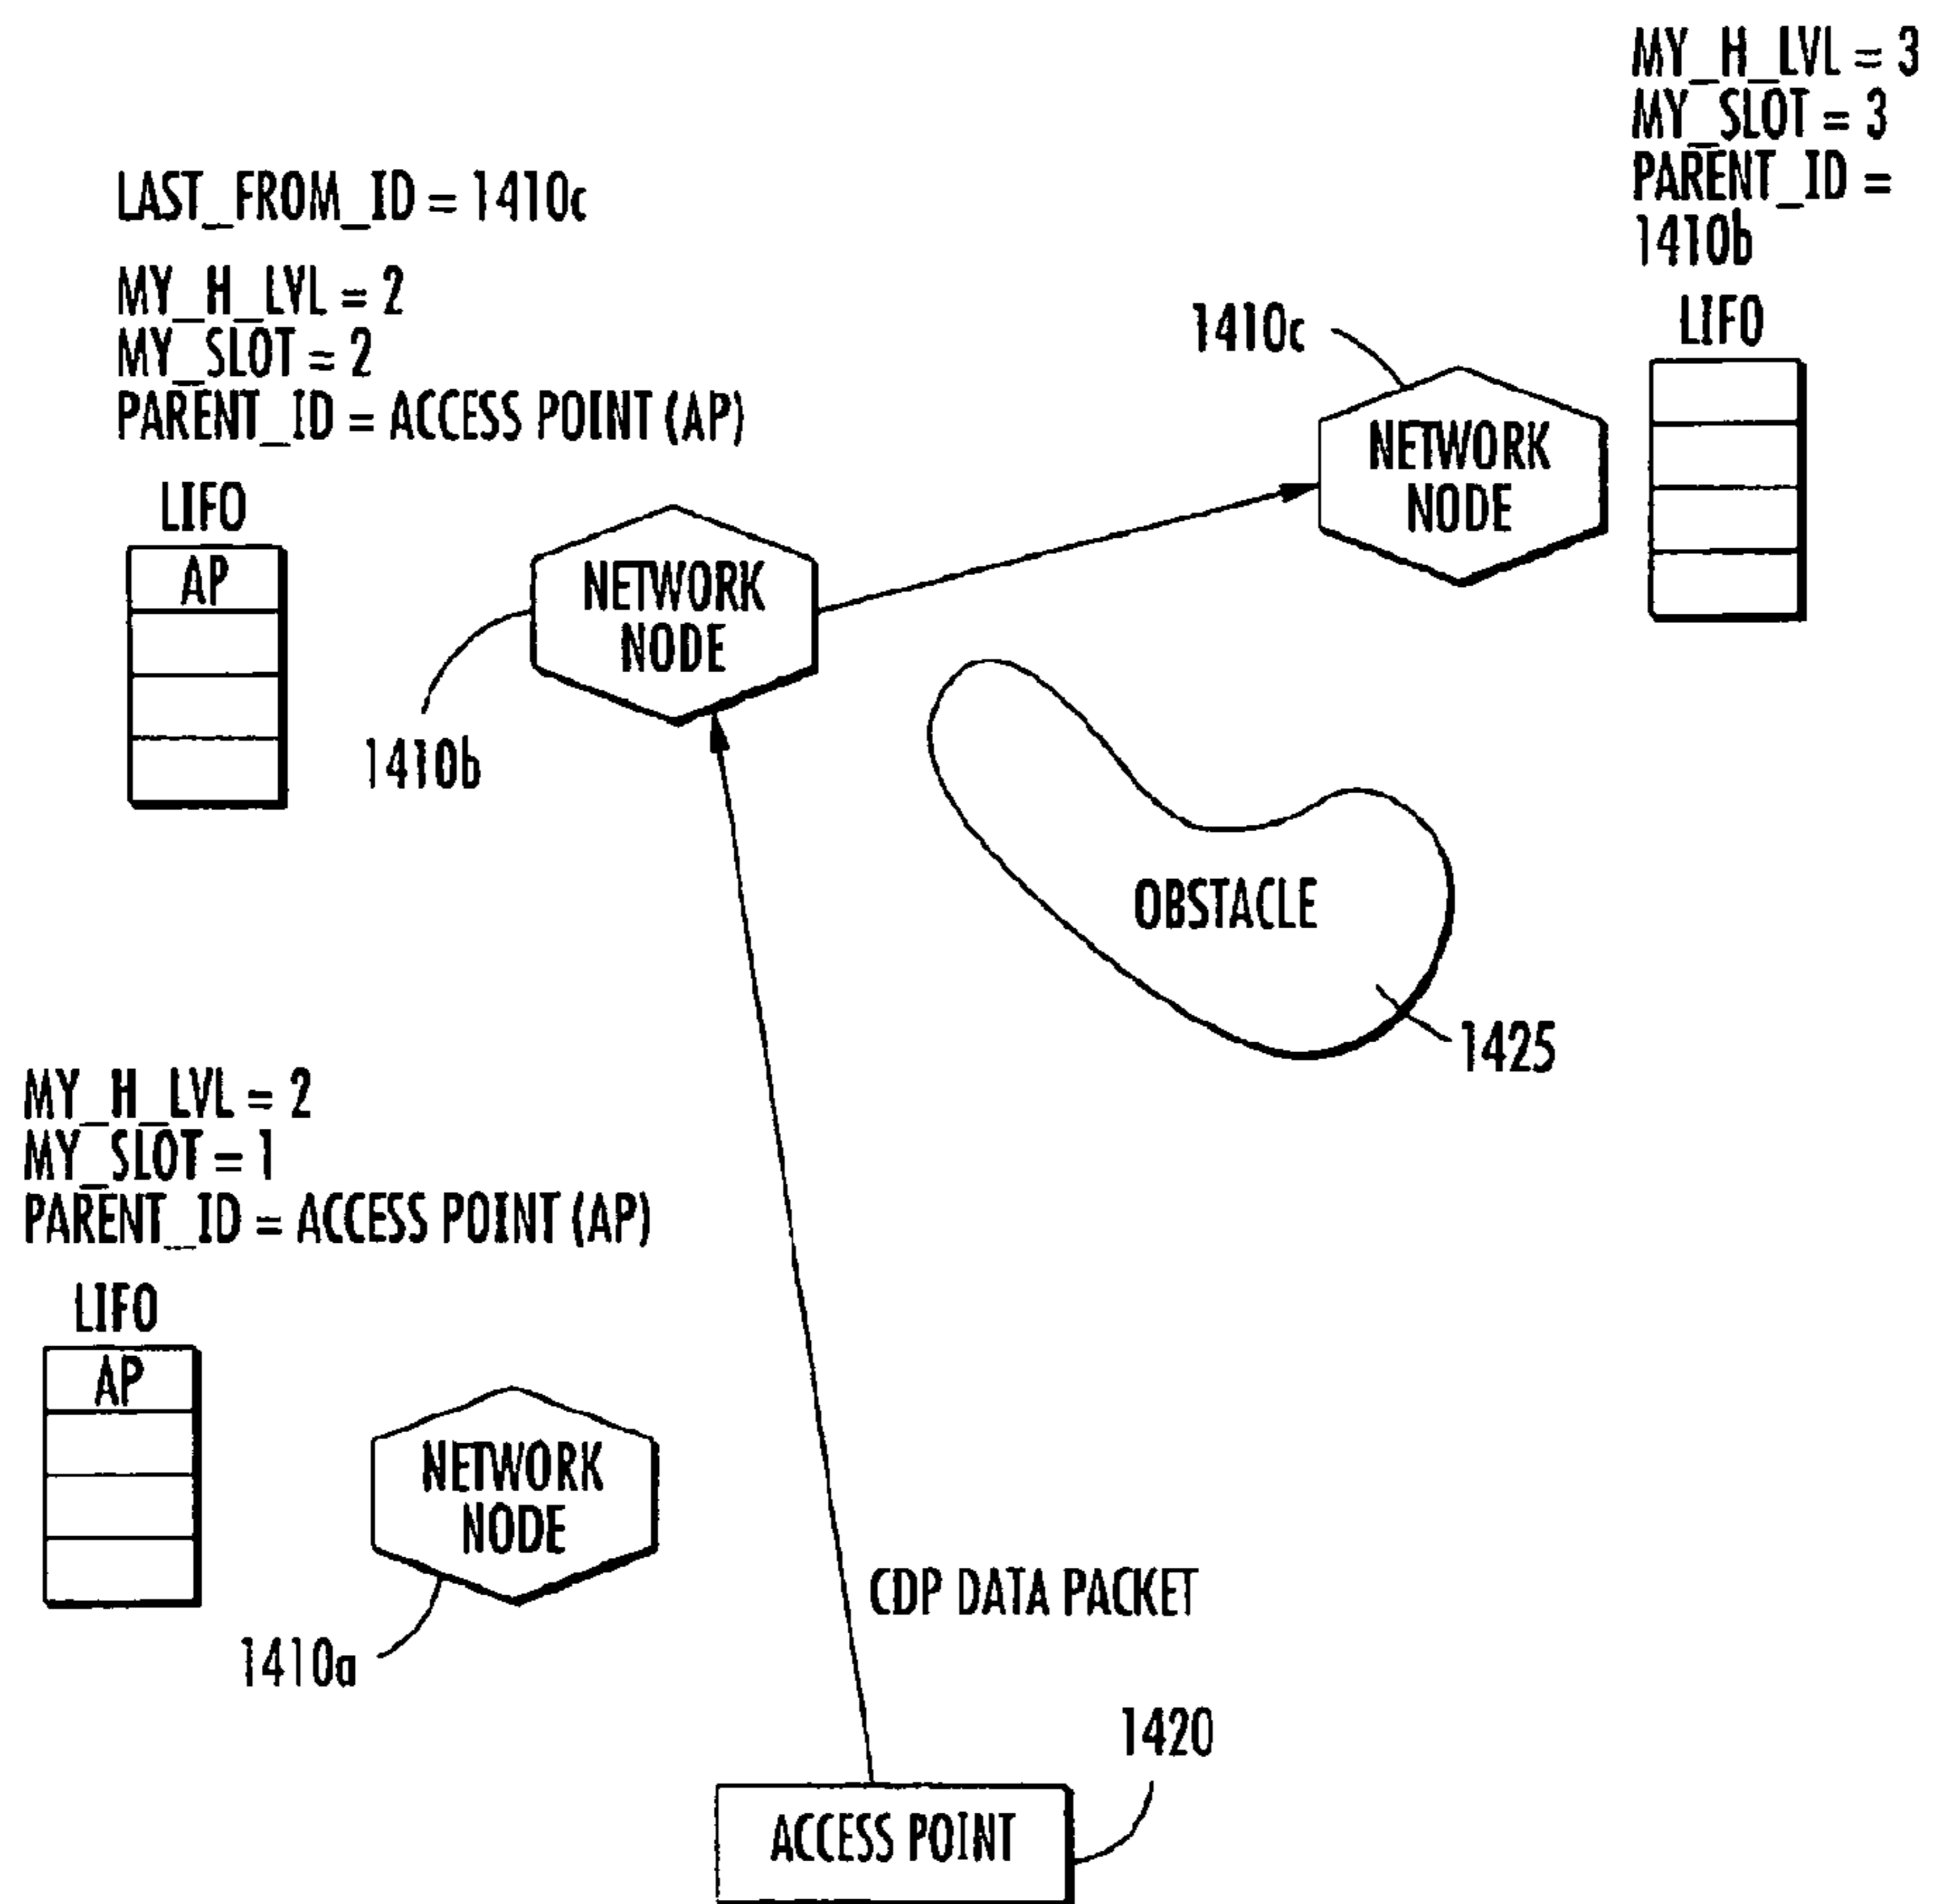 MY_H_LVL = 3
MY_SLOT = 3
PARENT_ID =
1410b
LIFO
LAST_FROM_ID = 1410c
MY_H_LVL = 2
MY_SLOT = 2
PARENT_ID = ACCESS POINT (AP)
LIFO
AP
1410c
NETWORK
NODE
NETWORK
NODE
1410b
OBSTACLE
1425
MY_H_LVL = 2
MY_SLOT = 1
PARENT_ID = ACCESS POINT (AP)
LIFO
AP
NETWORK
NODE
1410a
CDP DATA PACKET
1420
ACCESS POINT